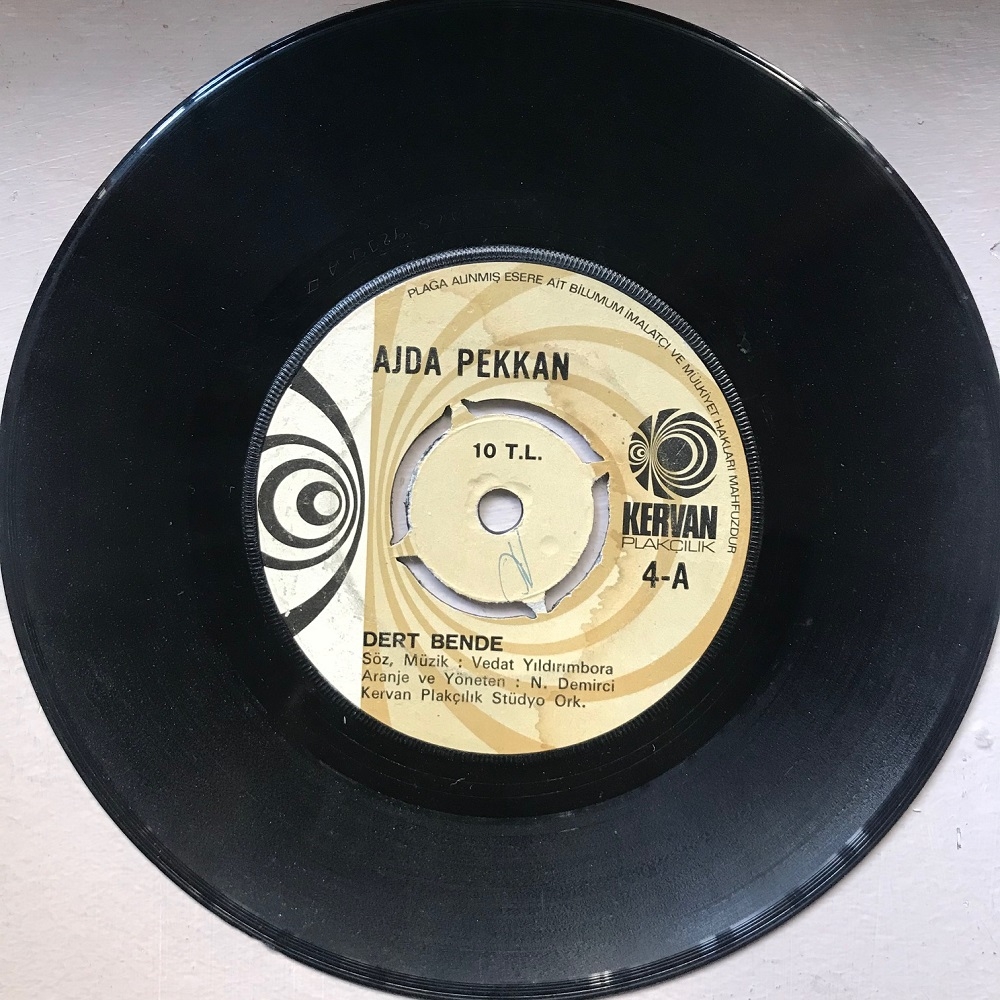 PLAĞA ALINMIŞ ESERE AİT BİLUMUM İMALATÇI VE MÜLKİYET HAKLARI MAHFUZDUR
AJDA PEKKAN
10 T.L.
KERVAN
PLAKÇILIK
4-A
DERT BENDE
Söz, Müzik : Vedat Yıldırımbora
Aranje ve Yöneten : N. Demirci
Kervan Plakçılık Stüdyo Ork.